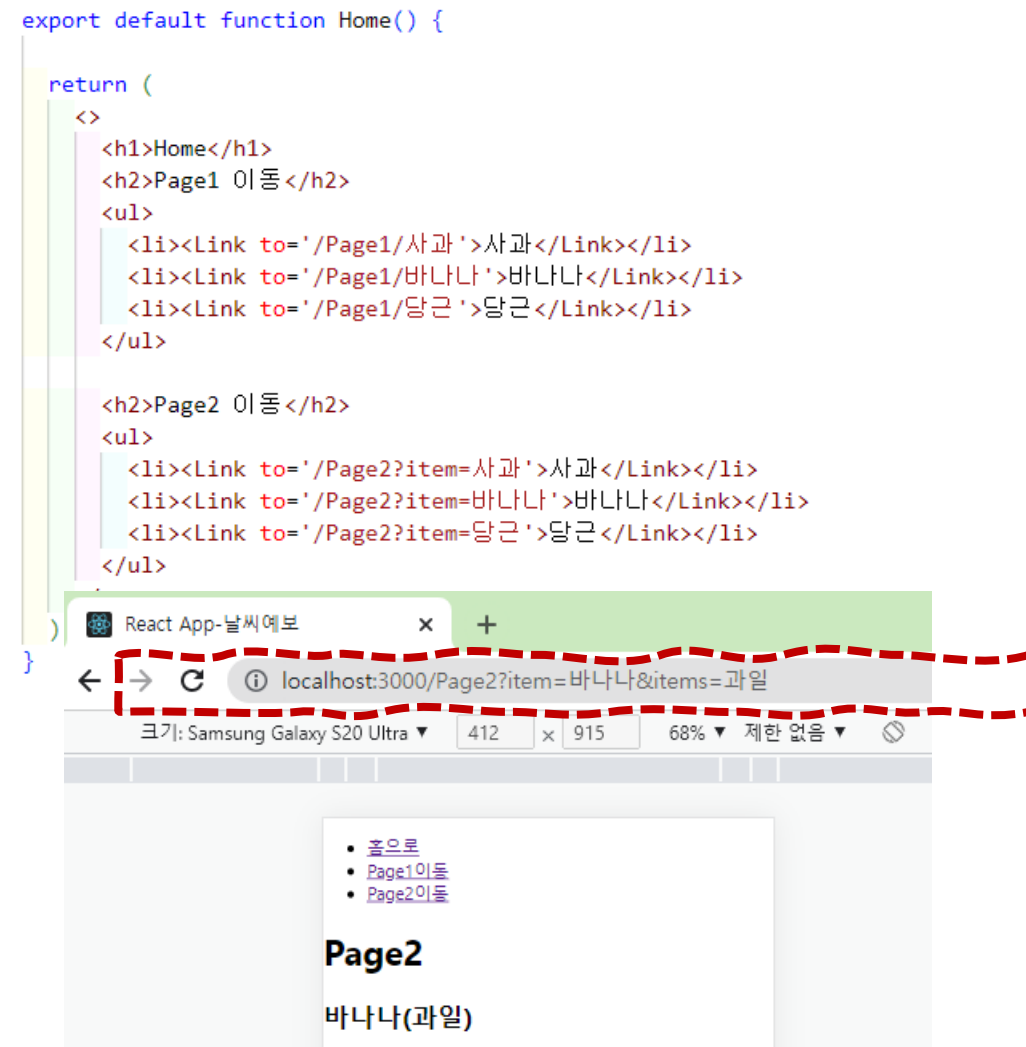 export default function Home() {
return (
<>
<h1>Home</h1>
<h2>Page1 이동</h2>
<ul>
<li><Link to='/Page1/사과'>사과</Link></li>
<li><Link to='/Page1/바나나'>바나나</Link></li>
<li><Link to='/Page1/당근'>당근</Link></li>
</ul>
<h2>Page2 이동</h2>
<ul>
<li><Link to='/Page2?item=사과'>사과</Link></li>
<li><Link to='/Page2?item=바나나'>바나나</Link></li>
<li><Link to='/Page2?item=당근'>당근</Link></li>
</ul>
)
}
React App-날씨예보
localhost:3000/Page2?item=바나나&items=과일
크기: Samsung Galaxy S20 Ultra ▼ 412 × 915 68% ▼ 제한 없음 ▼
• 홈으로
• Page1이동
• Page2이동
Page2
바나나(과일)